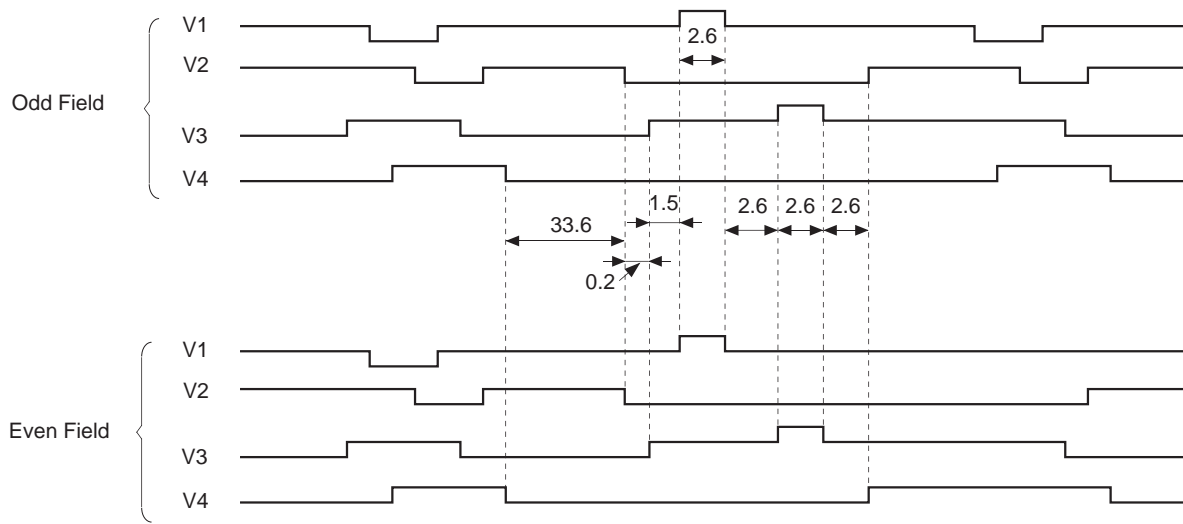 Odd Field
V1
2.6
V2
V3
V4
1.5
2.6 2.6 2.6
33.6
0.2
Even Field
V1
V2
V3
V4